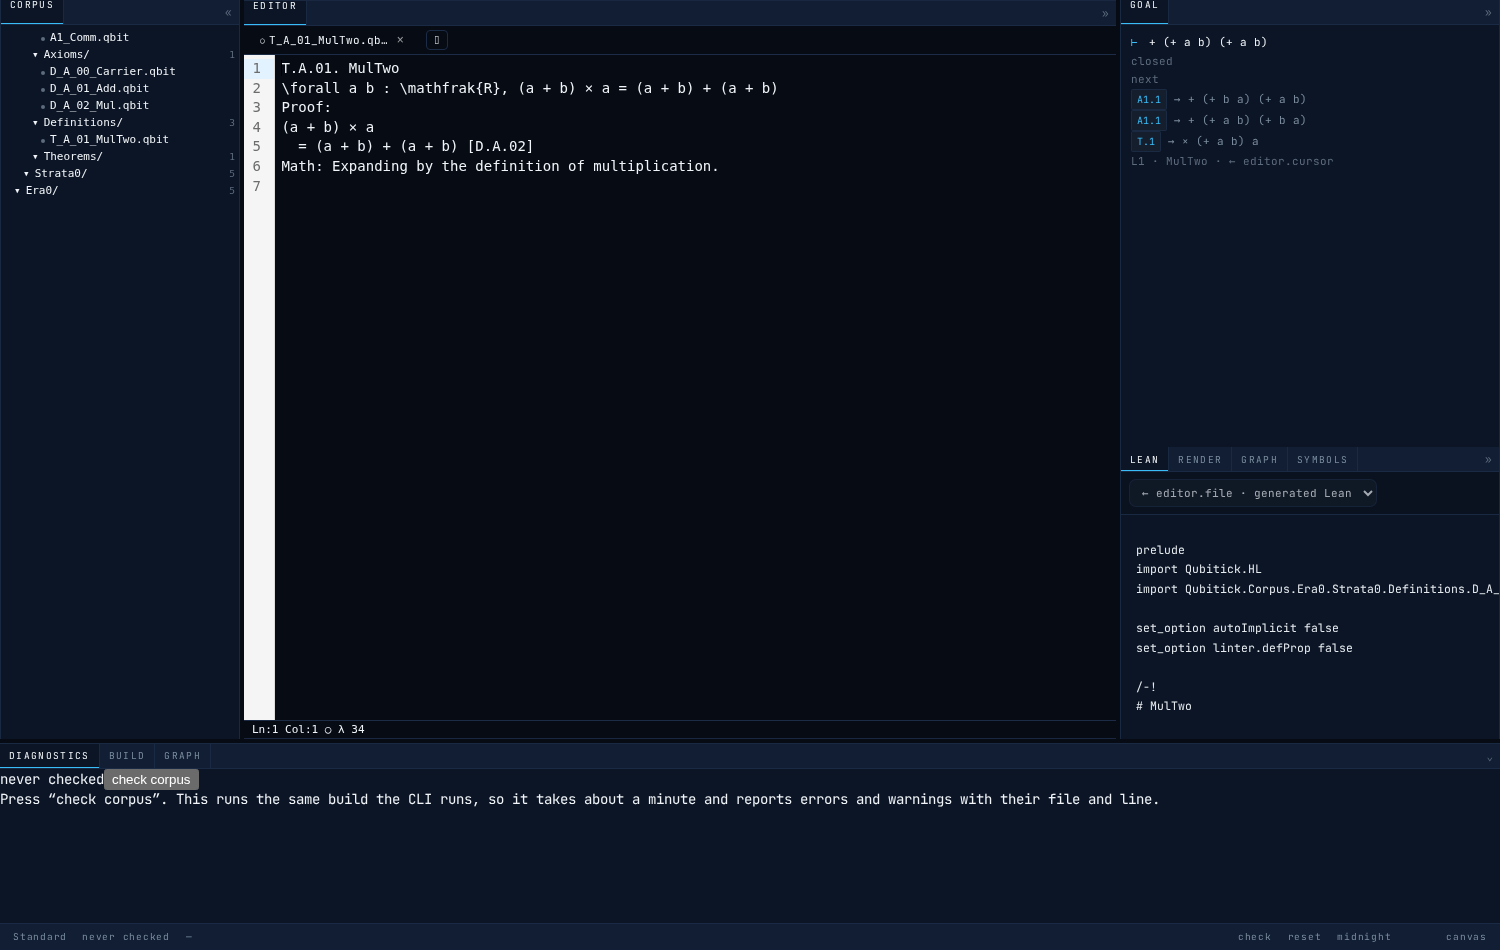 CORPUS «
A1_Comm.qbit
▾ Axioms/ 1
D_A_00_Carrier.qbit
D_A_01_Add.qbit
D_A_02_Mul.qbit
▾ Definitions/ 3
T_A_01_MulTwo.qbit
▾ Theorems/ 1
▾ Strata0/ 5
▾ Era0/ 5
EDITOR »
○ T_A_01_MulTwo.qb… ×
1 T.A.01. MulTwo
2 \forall a b : \mathfrak{R}, (a + b) × a = (a + b) + (a + b)
3 Proof:
4 (a + b) × a
5   = (a + b) + (a + b) [D.A.02]
6 Math: Expanding by the definition of multiplication.
7
Ln:1 Col:1 ○ λ 34
GOAL »
⊢ + (+ a b) (+ a b)
closed
next
A1.1 → + (+ b a) (+ a b)
A1.1 → + (+ a b) (+ b a)
T.1 → × (+ a b) a
L1 · MulTwo · ← editor.cursor
LEAN RENDER GRAPH SYMBOLS »
← editor.file · generated Lean
prelude
import Qubitick.HL
import Qubitick.Corpus.Era0.Strata0.Definitions.D_A_
set_option autoImplicit false
set_option linter.defProp false
/-!
# MulTwo
DIAGNOSTICS BUILD GRAPH
never checked check corpus
Press “check corpus”. This runs the same build the CLI runs, so it takes about a minute and reports errors and warnings with their file and line.
Standard never checked —
check reset midnight canvas